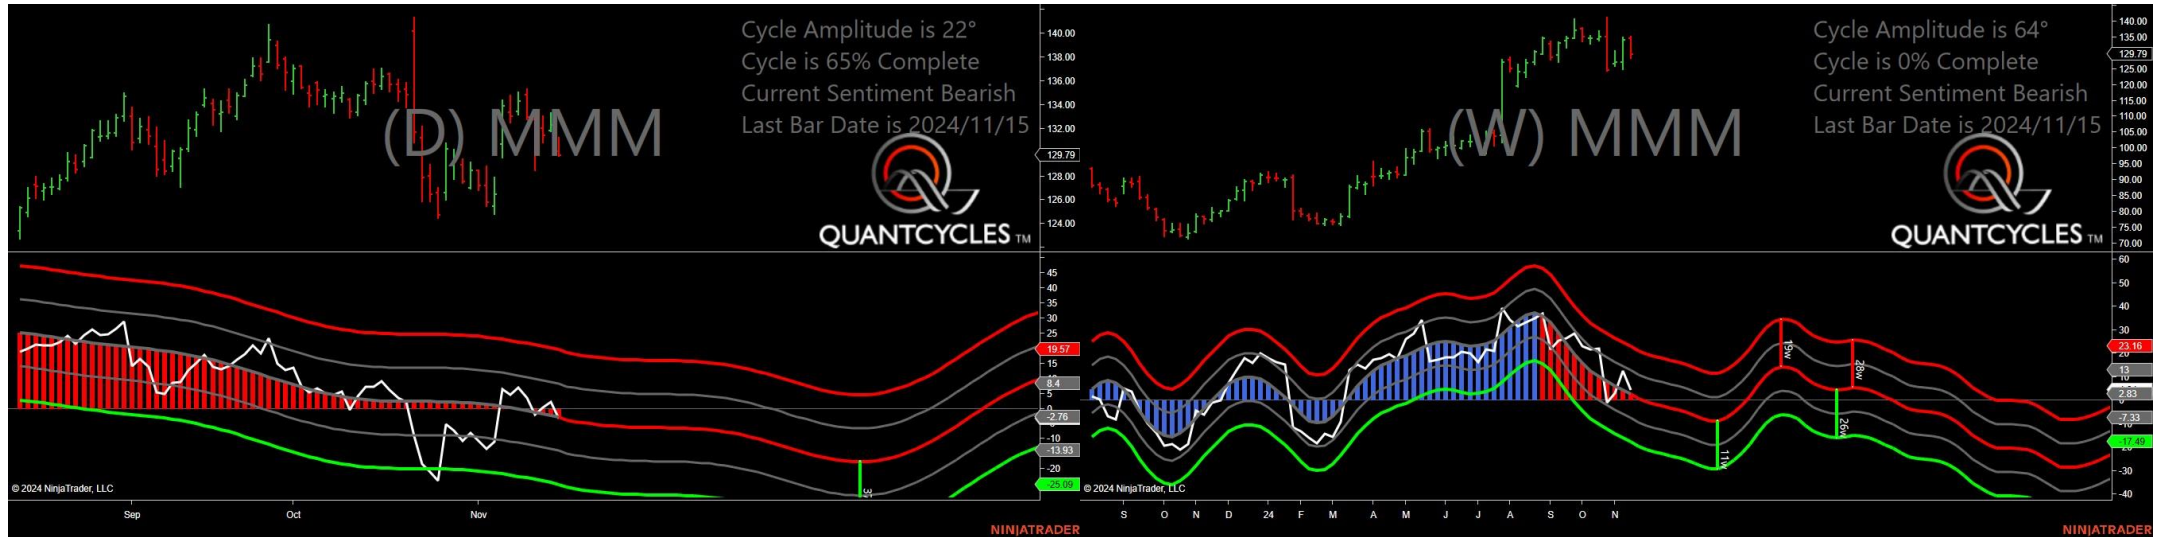 Cycle Amplitude is 22°
Cycle is 65% Complete
Current Sentiment Bearish
Last Bar Date is 2024/11/15
(D) MMM
QUANTCYCLES TM
140.00
138.00
136.00
134.00
132.00
129.79
128.00
126.00
124.00
45
40
35
30
25
19.57
15
8.4
5
0
-2.76
-10
-13.93
-20
-25.09
© 2024 NinjaTrader, LLC
Sep Oct Nov
NINJATRADER
Cycle Amplitude is 64°
Cycle is 0% Complete
Current Sentiment Bearish
Last Bar Date is 2024/11/15
(W) MMM
QUANTCYCLES TM
140.00
135.00
129.79
125.00
120.00
115.00
110.00
105.00
100.00
95.00
90.00
85.00
80.00
75.00
70.00
60
50
40
30
23.16
20
13
2.83
-7.33
-17.49
-30
-40
11w
19w
26w
28w
© 2024 NinjaTrader, LLC
S O N D 24 F M A M J J A S O N
NINJATRADER